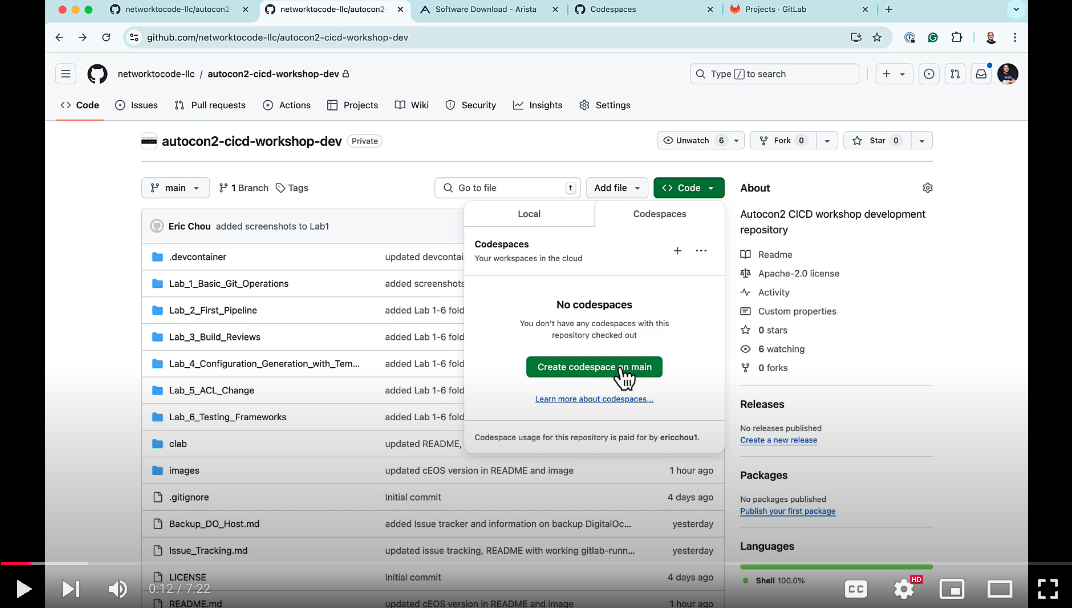 networktocode-llc/autocon2-
networktocode-llc/autocon2-
Software Download - Arista
Codespaces
Projects · GitLab
github.com/networktocode-llc/autocon2-cicd-workshop-dev
networktocode-llc / autocon2-cicd-workshop-dev
Type / to search
Code
Issues
Pull requests
Actions
Projects
Wiki
Security
Insights
Settings
autocon2-cicd-workshop-dev
Private
Unwatch 6
Fork 0
Star 0
main
1 Branch
Tags
Go to file
t
Add file
Code
Local
Codespaces
Codespaces
Your workspaces in the cloud
No codespaces
You don't have any codespaces with this
repository checked out
Create codespace on main
Learn more about codespaces...
Codespace usage for this repository is paid for by ericchou1.
Eric Chou added screenshots to Lab1
.devcontainer updated devcontai
Lab_1_Basic_Git_Operations added screenshots
Lab_2_First_Pipeline added Lab 1-6 fold
Lab_3_Build_Reviews added Lab 1-6 fold
Lab_4_Configuration_Generation_with_Tem... added Lab 1-6 fold
Lab_5_ACL_Change added Lab 1-6 fold
Lab_6_Testing_Frameworks added Lab 1-6 fold
clab updated README,
images updated cEOS version in README and image 1 hour ago
.gitignore Initial commit 4 days ago
Backup_DO_Host.md added Issue tracker and information on backup DigitalOc... yesterday
Issue_Tracking.md updated issue tracking, README with working gitlab-runn... yesterday
LICENSE Initial commit 4 days ago
README.md updated cEOS version in README and image 1 hour ago
About
Autocon2 CICD workshop development
repository
Readme
Apache-2.0 license
Activity
Custom properties
0 stars
6 watching
0 forks
Releases
No releases published
Create a new release
Packages
No packages published
Publish your first package
Languages
Shell 100.0%
0:12 / 7:22
CC
HD